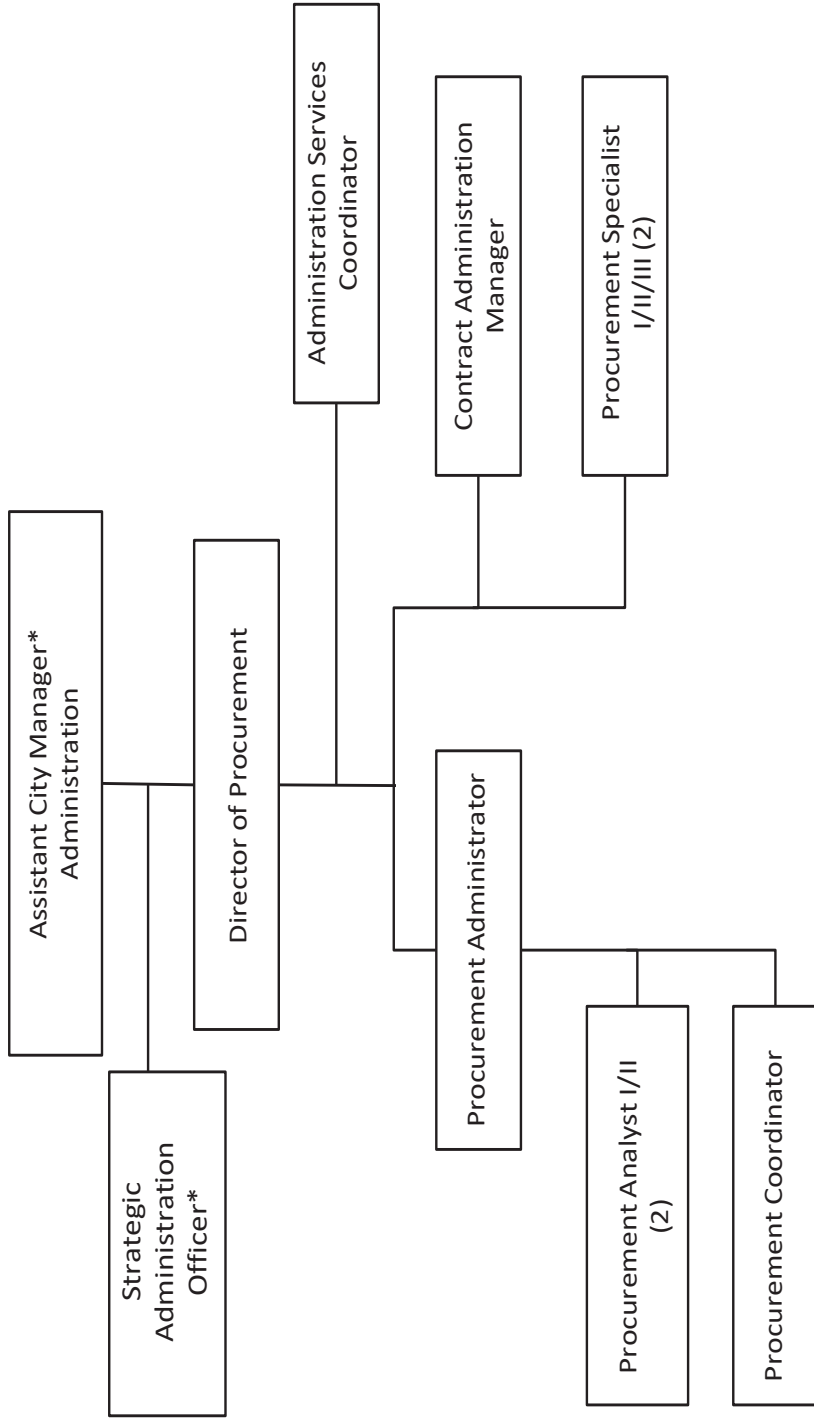 Assistant City Manager*
Administration
Strategic
Administration
Officer*
Director of Procurement
Administration Services
Coordinator
Procurement Administrator
Contract Administration
Manager
Procurement Analyst I/II
(2)
Procurement Specialist
I/II/III (2)
Procurement Coordinator